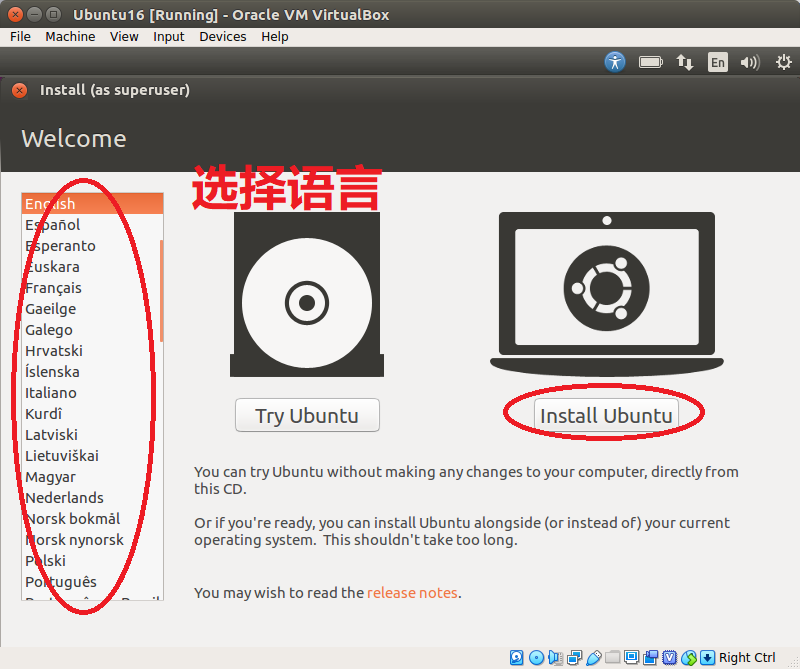 Ubuntu16 [Running] - Oracle VM VirtualBox
File Machine View Input Devices Help
En
Install (as superuser)
Welcome
选择语言
English
Español
Esperanto
Euskara
Français
Gaeilge
Galego
Hrvatski
Íslenska
Italiano
Kurdî
Latviski
Lietuviškai
Magyar
Nederlands
Norsk bokmål
Norsk nynorsk
Polski
Português
Try Ubuntu
Install Ubuntu
You can try Ubuntu without making any changes to your computer, directly from
this CD.
Or if you're ready, you can install Ubuntu alongside (or instead of) your current
operating system. This shouldn't take too long.
You may wish to read the release notes.
Right Ctrl